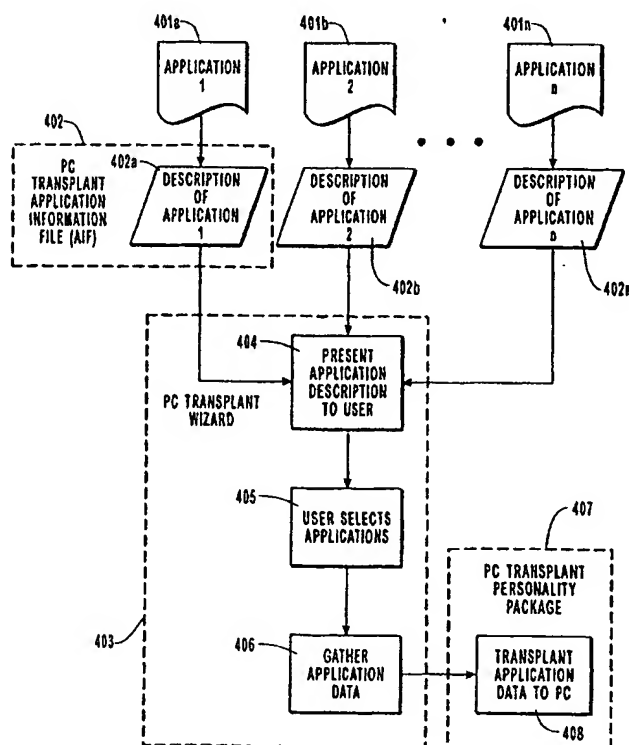 401a
401b
401n
APPLICATION
1
APPLICATION
2
APPLICATION
n
402
PC
TRANSPLANT
APPLICATION
INFORMATION
FILE (AIF)
402a
DESCRIPTION
OF
APPLICATION
1
DESCRIPTION
OF
APPLICATION
2
402b
DESCRIPTION
OF
APPLICATION
n
402n
404
PRESENT
APPLICATION
DESCRIPTION
TO USER
PC TRANSPLANT
WIZARD
405
USER SELECTS
APPLICATIONS
407
PC TRANSPLANT
PERSONALITY
PACKAGE
403
406
GATHER
APPLICATION
DATA
TRANSPLANT
APPLICATION
DATA TO PC
408